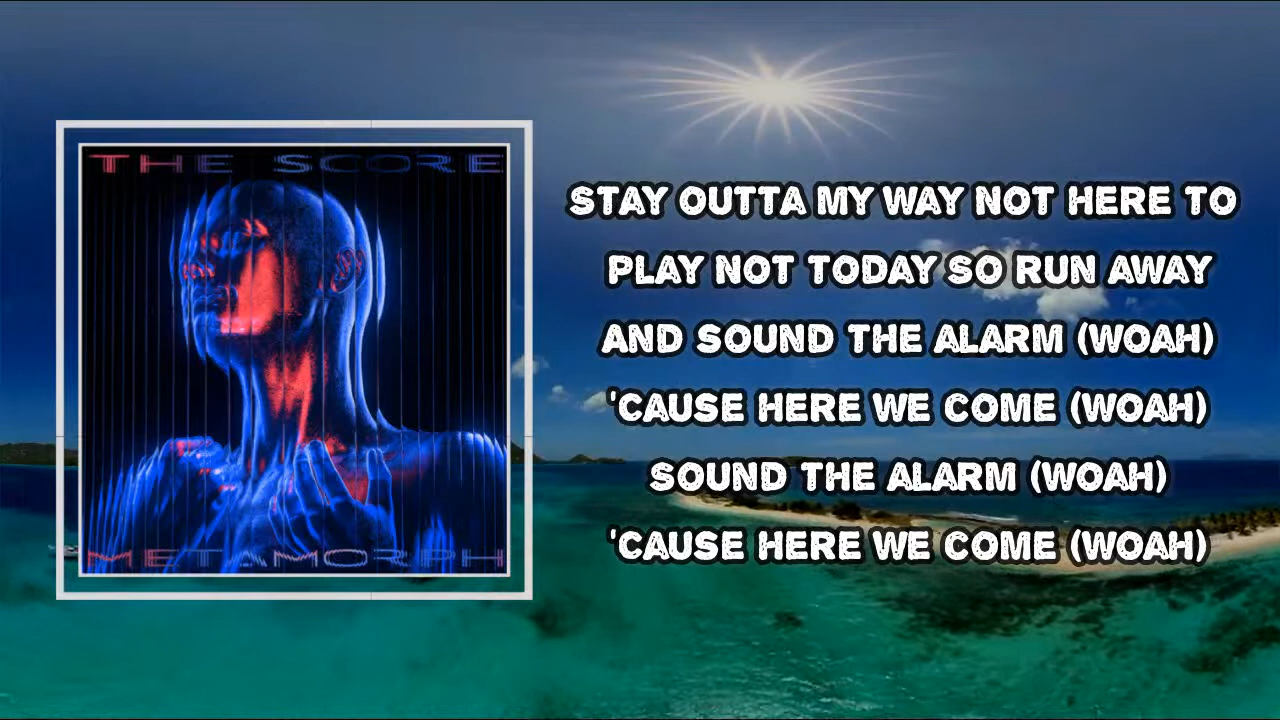 THE SCORE
METAMORPH
STAY OUTTA MY WAY NOT HERE TO
PLAY NOT TODAY SO RUN AWAY
AND SOUND THE ALARM (WOAH)
'CAUSE HERE WE COME (WOAH)
SOUND THE ALARM (WOAH)
'CAUSE HERE WE COME (WOAH)